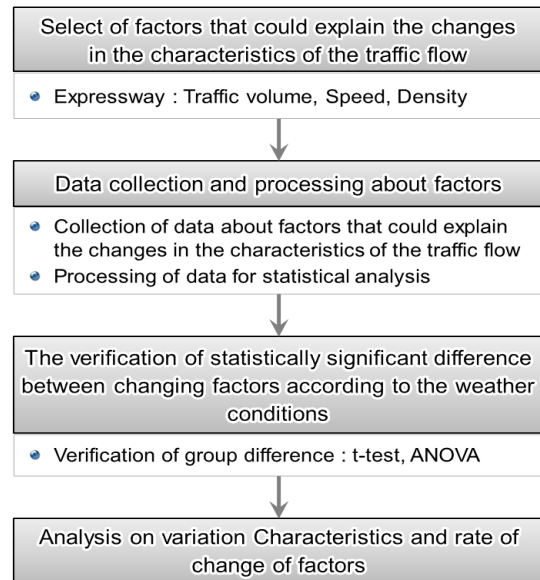 Select of factors that could explain the changes
in the characteristics of the traffic flow
Expressway : Traffic volume, Speed, Density
Data collection and processing about factors
Collection of data about factors that could explain
the changes in the characteristics of the traffic flow
Processing of data for statistical analysis
The verification of statistically significant difference
between changing factors according to the weather
conditions
Verification of group difference : t-test, ANOVA
Analysis on variation Characteristics and rate of
change of factors